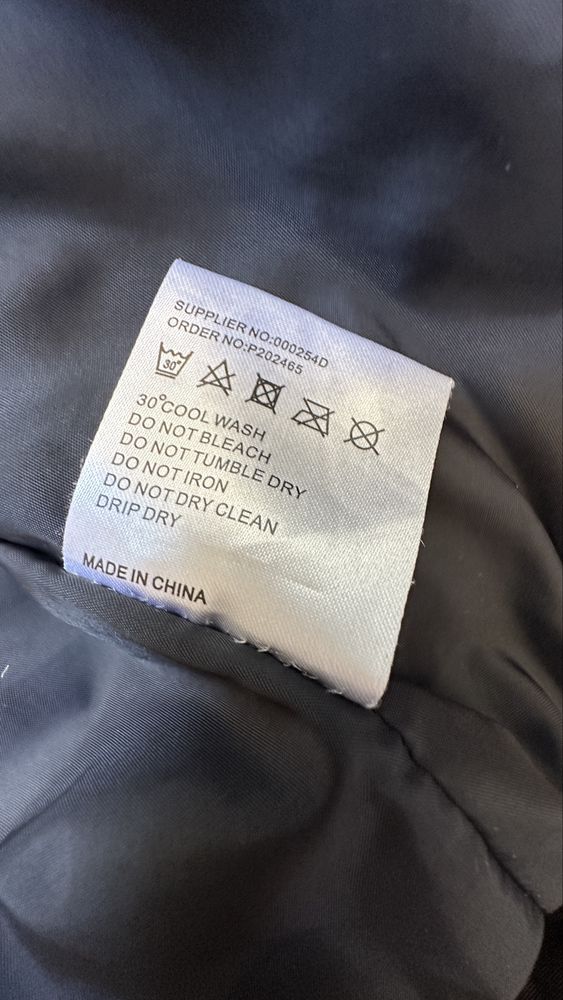 SUPPLIER NO:000254D
ORDER NO:P202465
30°
30°COOL WASH
DO NOT BLEACH
DO NOT TUMBLE DRY
DO NOT IRON
DO NOT DRY CLEAN
DRIP DRY
MADE IN CHINA